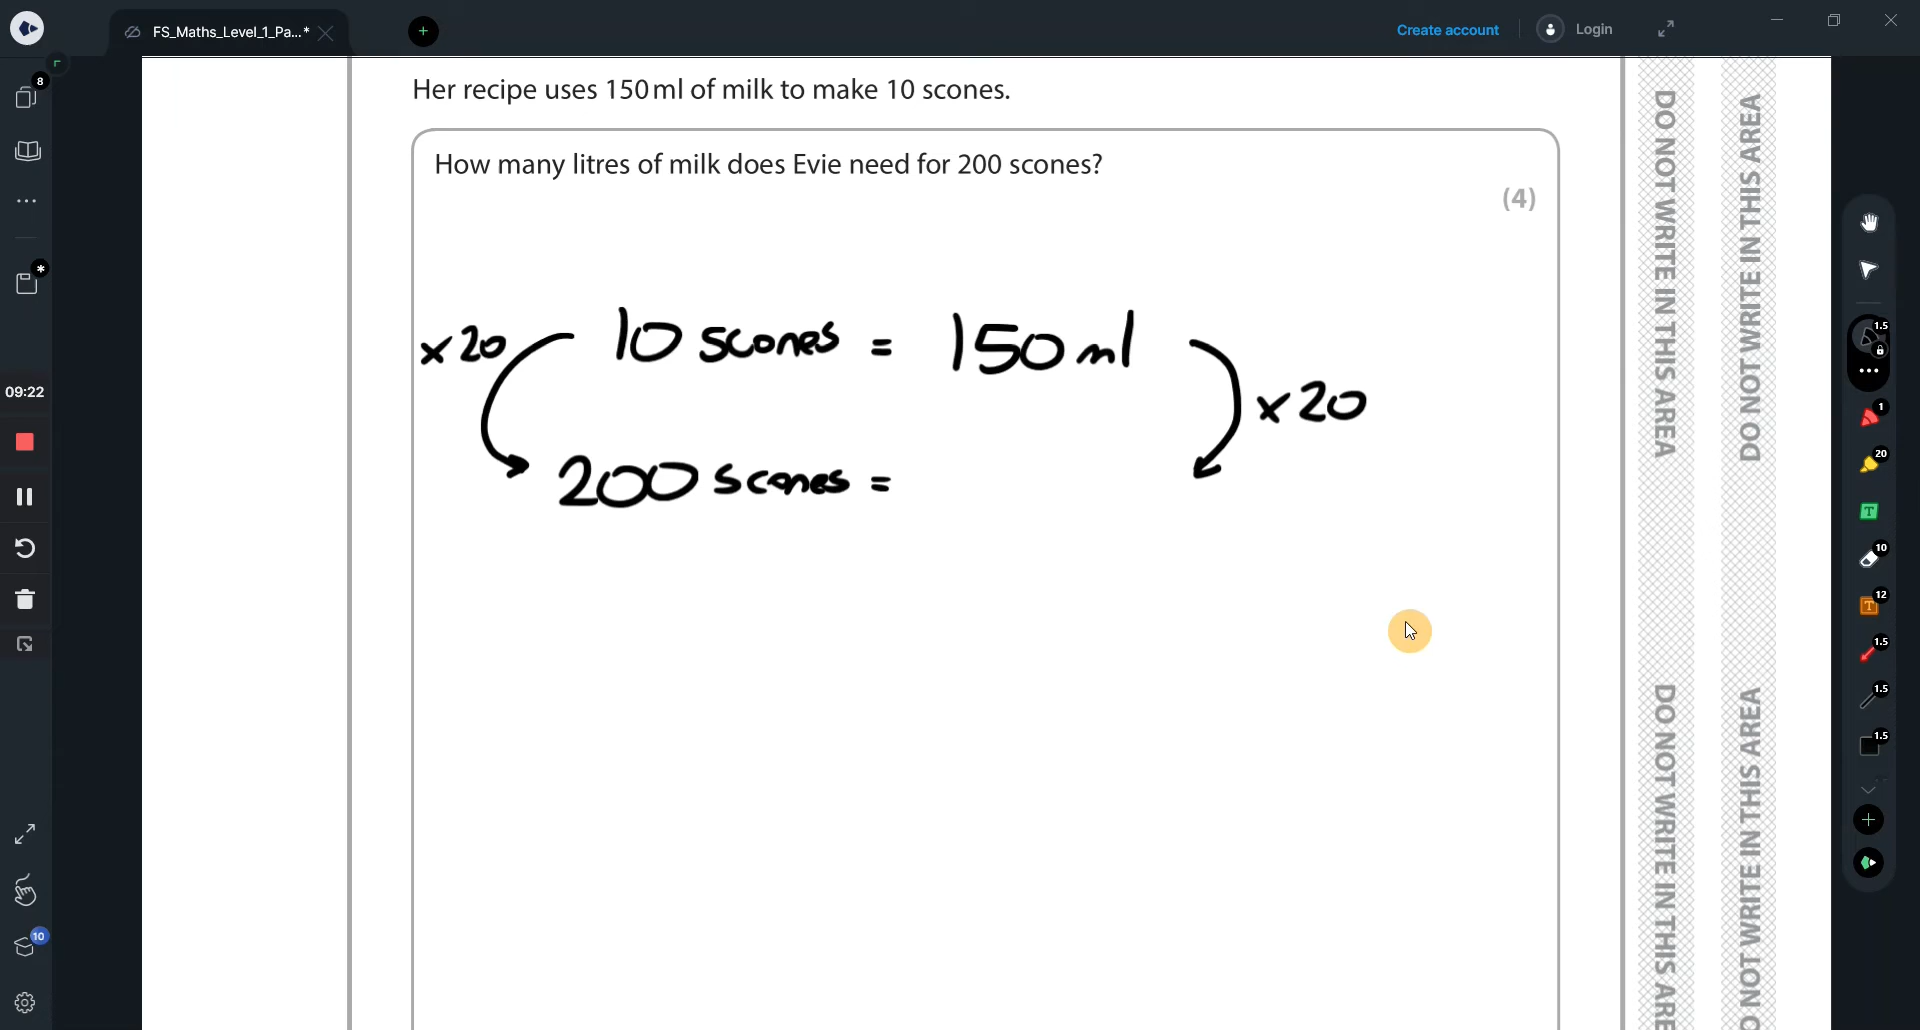 FS_Maths_Level_1_Pa...*
Create account
Login
8
Her recipe uses 150 ml of milk to make 10 scones.
How many litres of milk does Evie need for 200 scones?
(4)
x20 10 scones = 150 ml
x20
200 scones =
09:22
10
DO NOT WRITE IN THIS AREA
DO NOT WRITE IN THIS AREA
DO NOT WRITE IN THIS ARE
O NOT WRITE IN THIS AREA
1.5
1
20
T
10
T
12
1.5
1.5
1.5